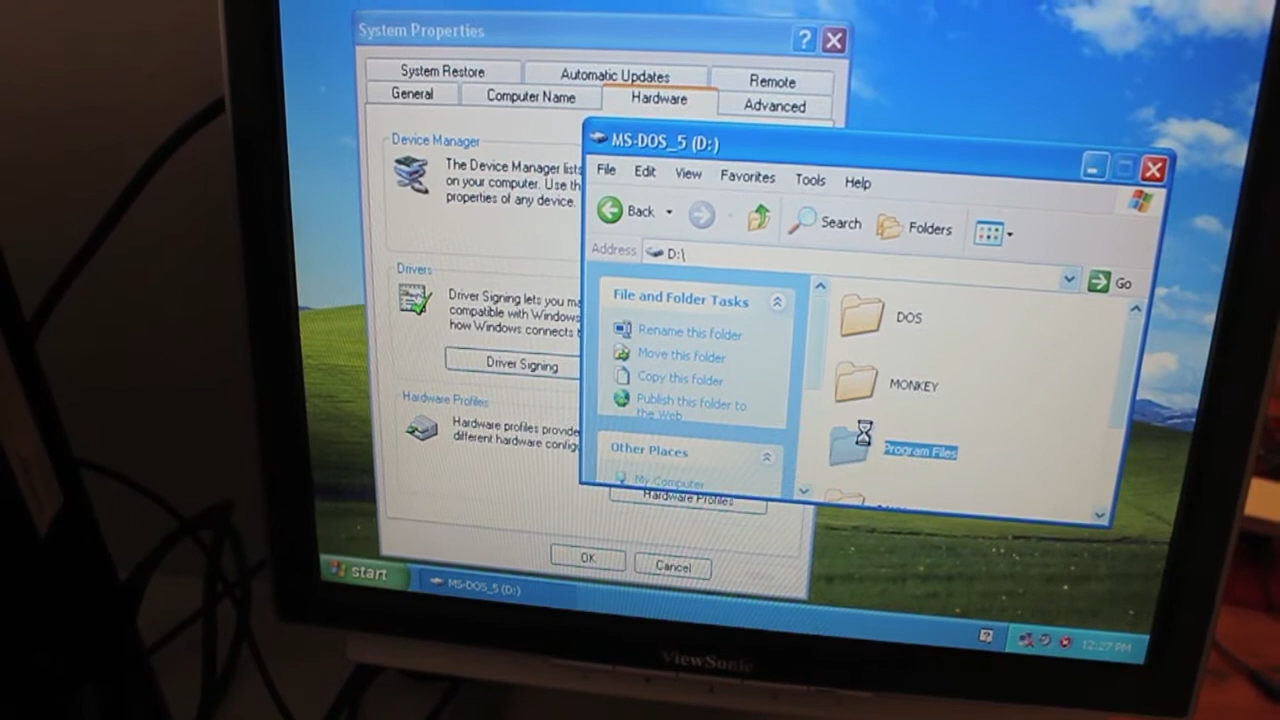 System Properties
System Restore
Automatic Updates
Remote
General
Computer Name
Hardware
Advanced
Device Manager
The Device Manager lists
on your computer. Use th
properties of any device.
Drivers
Driver Signing lets you ma
compatible with Windows
how Windows connects
Driver Signing
Hardware Profiles
Hardware profiles provide
different hardware config
Hardware Profiles
OK
Cancel
MS-DOS_5 (D:)
File Edit View Favorites Tools Help
Back
Search
Folders
Address
D:\
Go
File and Folder Tasks
Rename this folder
Move this folder
Copy this folder
Publish this folder to
the Web
Other Places
My Computer
DOS
MONKEY
Program Files
start
MS-DOS_5 (D:)
12:27 PM
ViewSonic